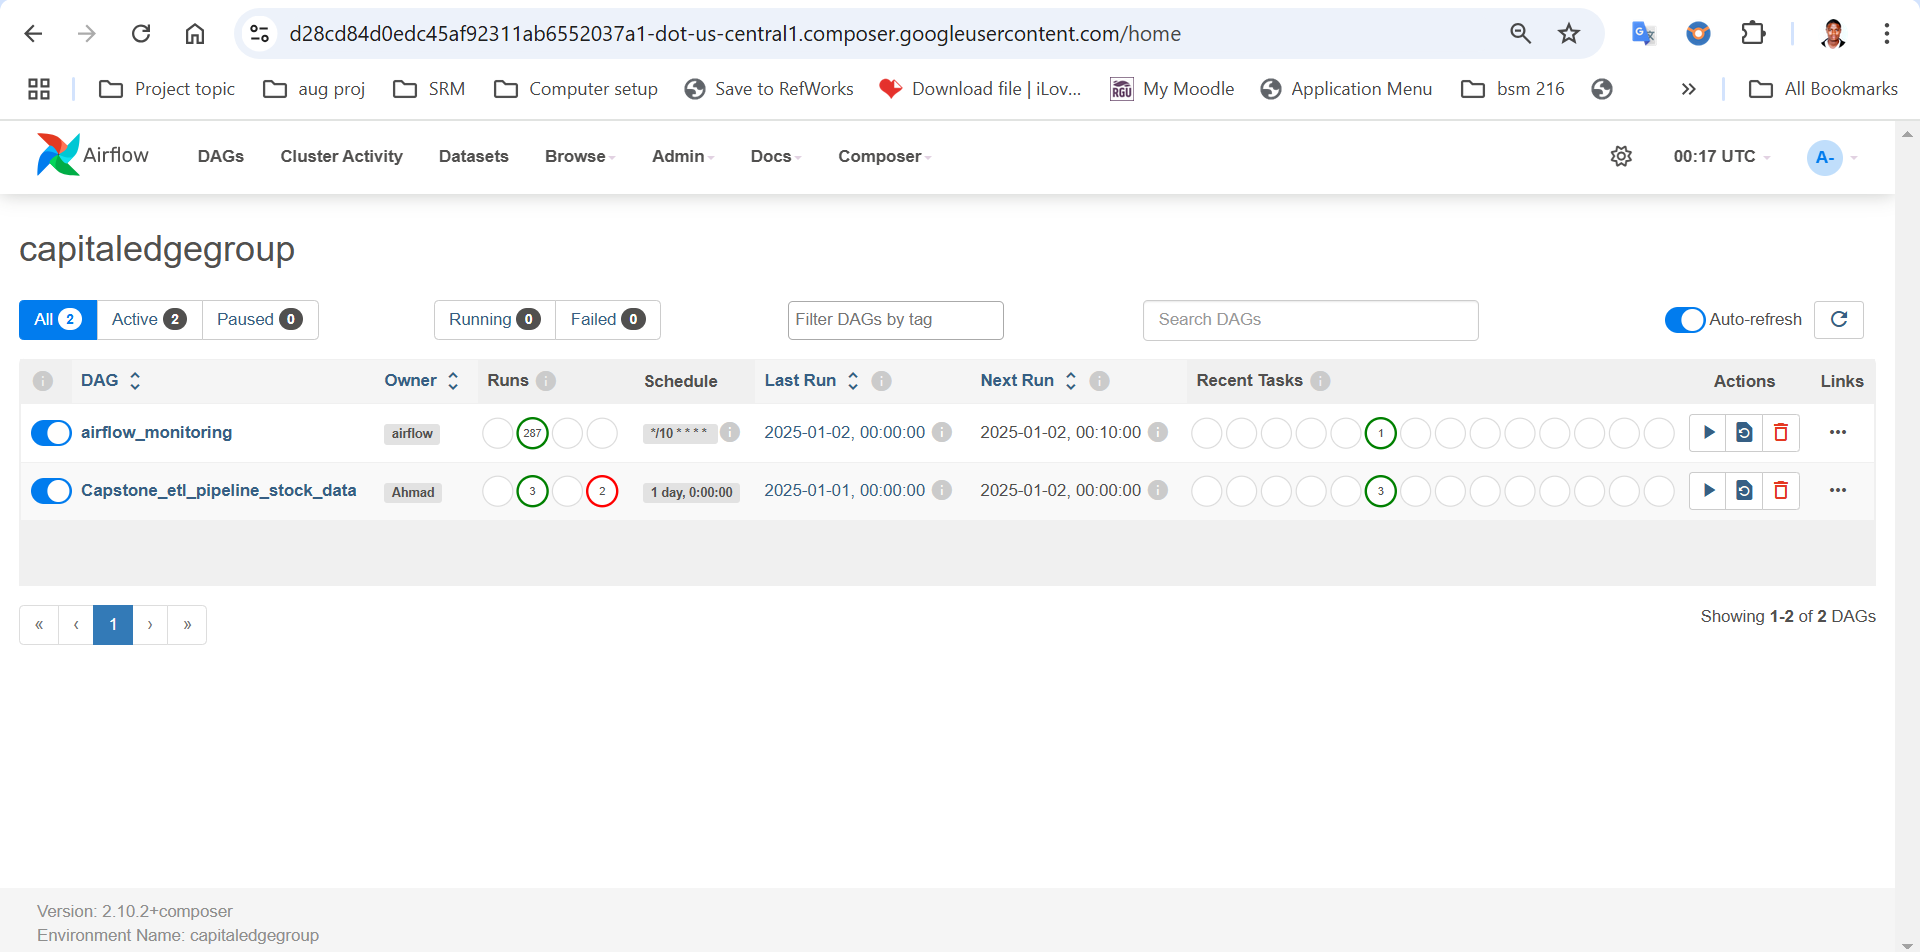 d28cd84d0edc45af92311ab6552037a1-dot-us-central1.composer.googleusercontent.com/home
Project topic aug proj SRM Computer setup Save to RefWorks Download file | iLov... RGU My Moodle Application Menu bsm 216 » All Bookmarks
Airflow DAGs Cluster Activity Datasets Browse Admin Docs Composer 00:17 UTC A-
capitaledgegroup
All 2 Active 2 Paused 0 Running 0 Failed 0 Filter DAGs by tag Search DAGs Auto-refresh
DAG Owner Runs Schedule Last Run Next Run Recent Tasks Actions Links
airflow_monitoring airflow 287 */10 * * * * 2025-01-02, 00:00:00 2025-01-02, 00:10:00 1 ...
Capstone_etl_pipeline_stock_data Ahmad 3 2 1 day, 0:00:00 2025-01-01, 00:00:00 2025-01-02, 00:00:00 3 ...
« ‹ 1 › » Showing 1-2 of 2 DAGs
Version: 2.10.2+composer
Environment Name: capitaledgegroup